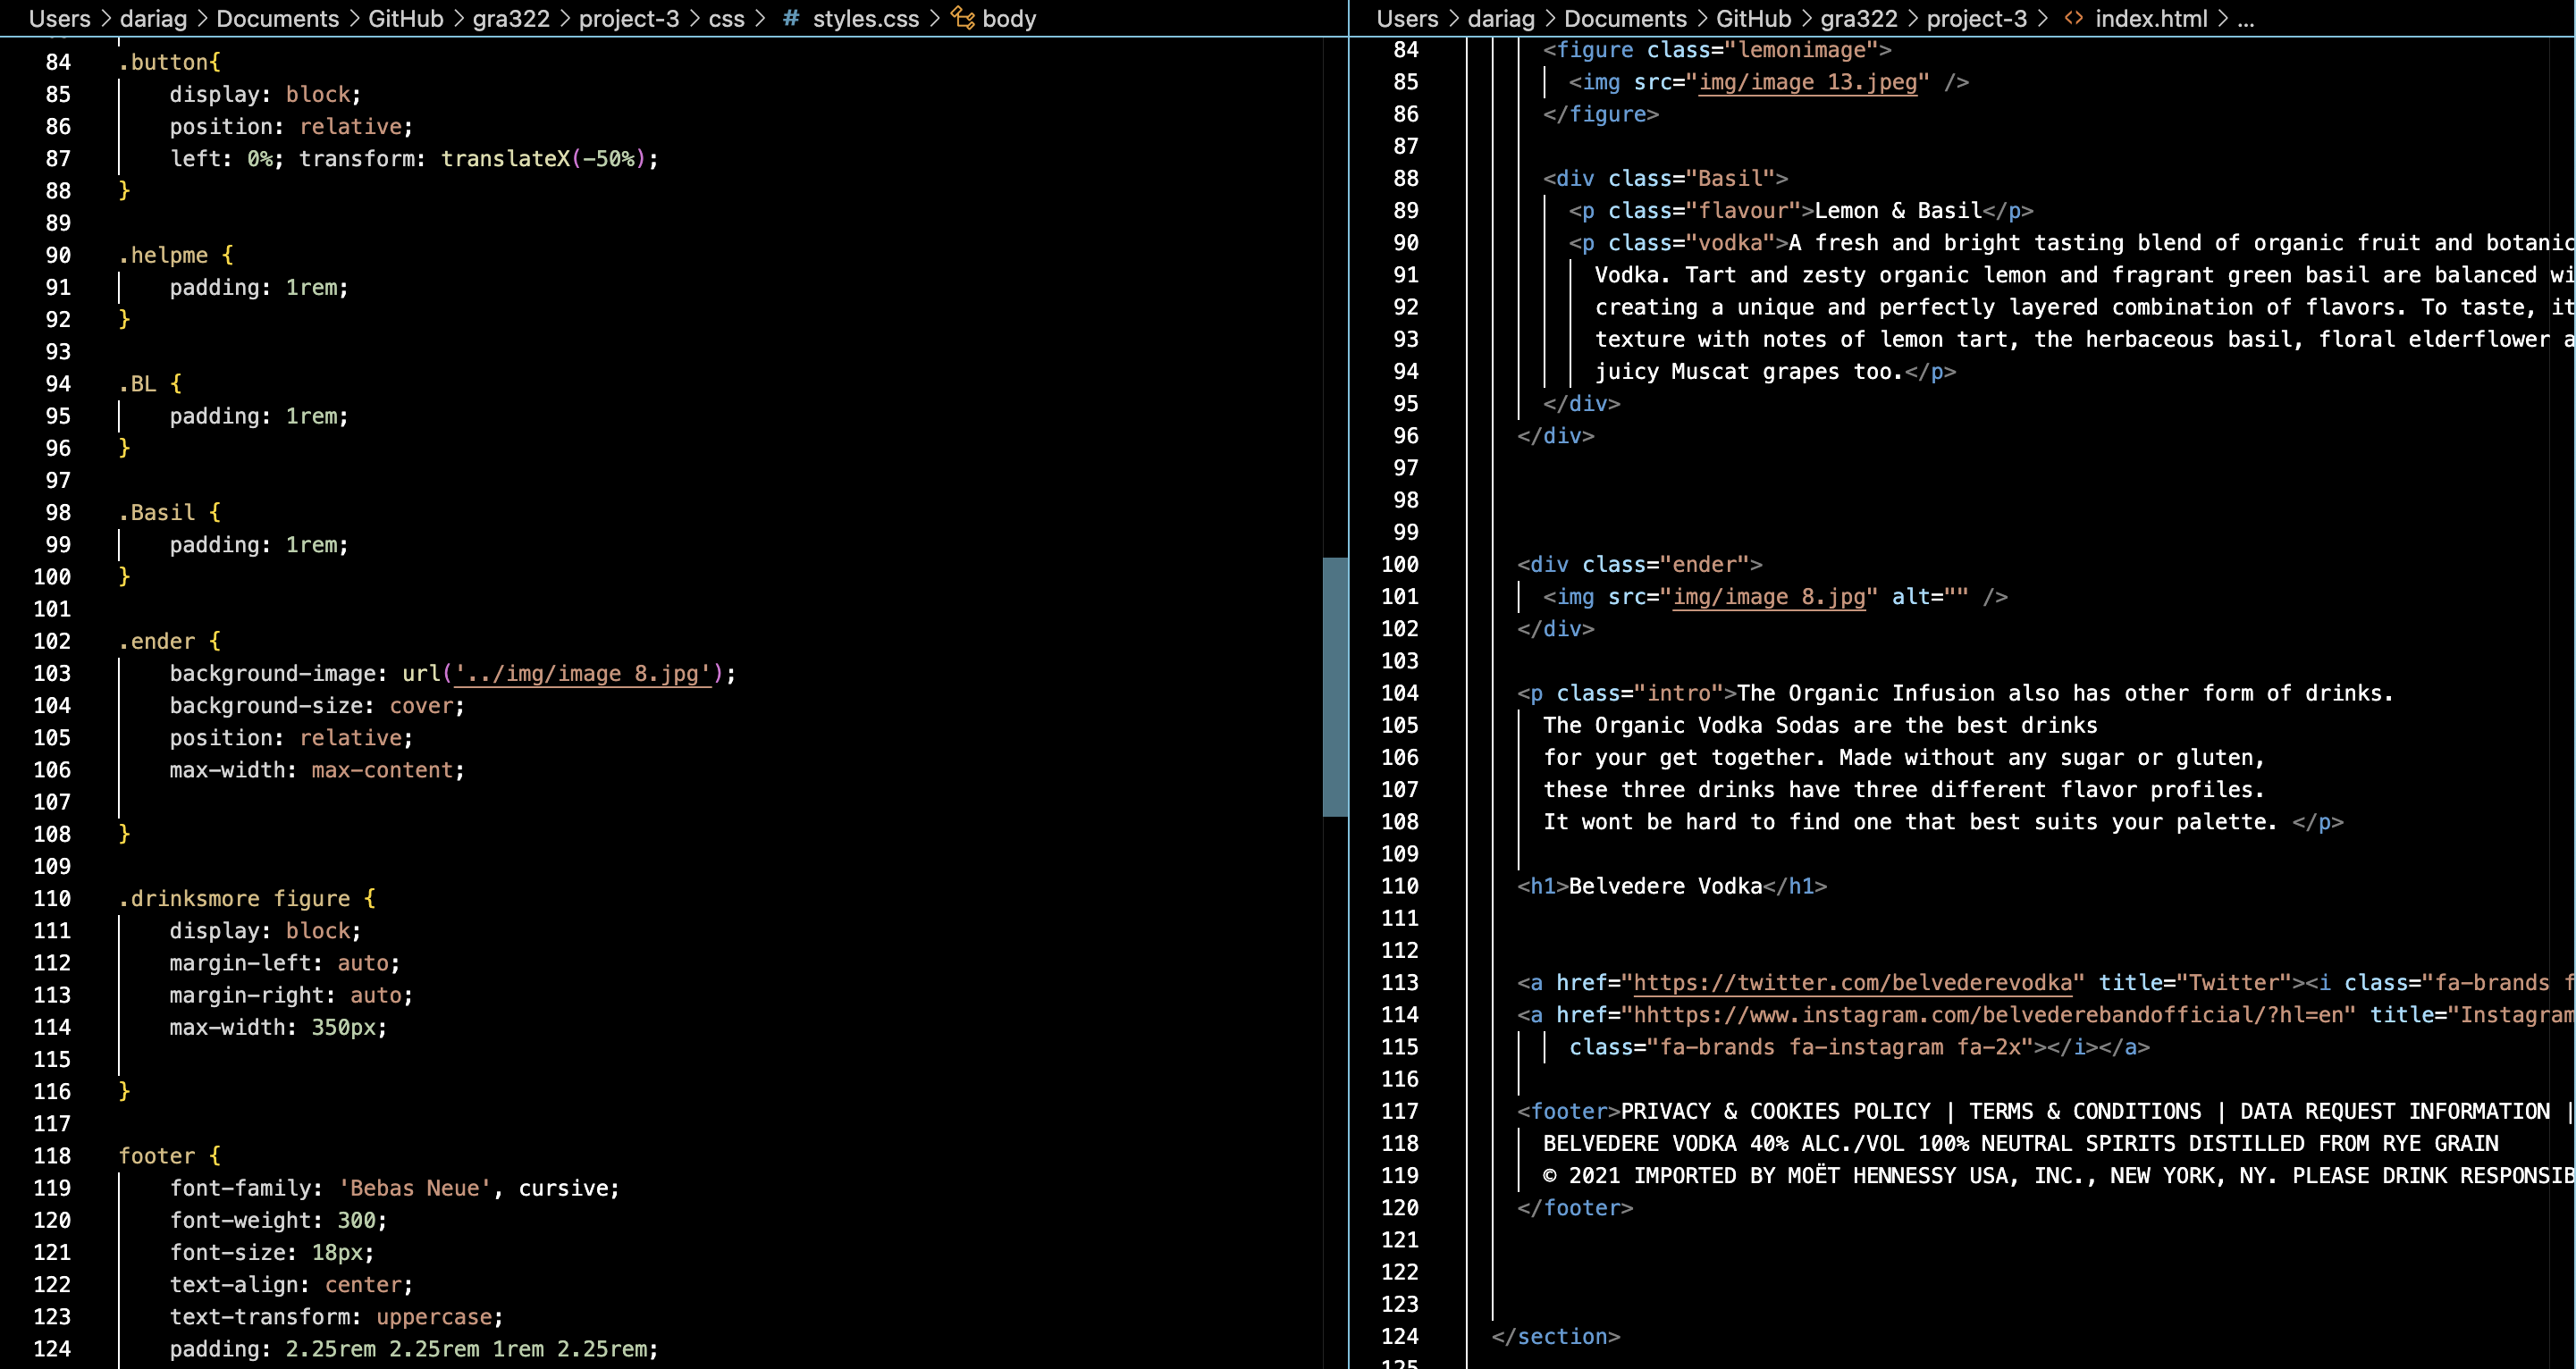 Users > dariag > Documents > GitHub > gra322 > project-3 > css > # styles.css > body
84 .button{
85 display: block;
86 position: relative;
87 left: 0%; transform: translateX(-50%);
88 }
89
90 .helpme {
91 padding: 1rem;
92 }
93
94 .BL {
95 padding: 1rem;
96 }
97
98 .Basil {
99 padding: 1rem;
100 }
101
102 .ender {
103 background-image: url('../img/image 8.jpg');
104 background-size: cover;
105 position: relative;
106 max-width: max-content;
107
108 }
109
110 .drinksmore figure {
111 display: block;
112 margin-left: auto;
113 margin-right: auto;
114 max-width: 350px;
115
116 }
117
118 footer {
119 font-family: 'Bebas Neue', cursive;
120 font-weight: 300;
121 font-size: 18px;
122 text-align: center;
123 text-transform: uppercase;
124 padding: 2.25rem 2.25rem 1rem 2.25rem;
Users > dariag > Documents > GitHub > gra322 > project-3 > <> index.html > ...
84 <figure class="lemonimage">
85 <img src="img/image 13.jpeg" />
86 </figure>
87
88 <div class="Basil">
89 <p class="flavour">Lemon & Basil</p>
90 <p class="vodka">A fresh and bright tasting blend of organic fruit and botanic
91 Vodka. Tart and zesty organic lemon and fragrant green basil are balanced wi
92 creating a unique and perfectly layered combination of flavors. To taste, it
93 texture with notes of lemon tart, the herbaceous basil, floral elderflower a
94 juicy Muscat grapes too.</p>
95 </div>
96 </div>
97
98
99
100 <div class="ender">
101 <img src="img/image 8.jpg" alt="" />
102 </div>
103
104 <p class="intro">The Organic Infusion also has other form of drinks.
105 The Organic Vodka Sodas are the best drinks
106 for your get together. Made without any sugar or gluten,
107 these three drinks have three different flavor profiles.
108 It wont be hard to find one that best suits your palette. </p>
109
110 <h1>Belvedere Vodka</h1>
111
112
113 <a href="https://twitter.com/belvederevodka" title="Twitter"><i class="fa-brands f
114 <a href="hhttps://www.instagram.com/belvederebandofficial/?hl=en" title="Instagram
115 class="fa-brands fa-instagram fa-2x"></i></a>
116
117 <footer>PRIVACY & COOKIES POLICY | TERMS & CONDITIONS | DATA REQUEST INFORMATION |
118 BELVEDERE VODKA 40% ALC./VOL 100% NEUTRAL SPIRITS DISTILLED FROM RYE GRAIN
119 © 2021 IMPORTED BY MOËT HENNESSY USA, INC., NEW YORK, NY. PLEASE DRINK RESPONSIB
120 </footer>
121
122
123
124 </section>
125